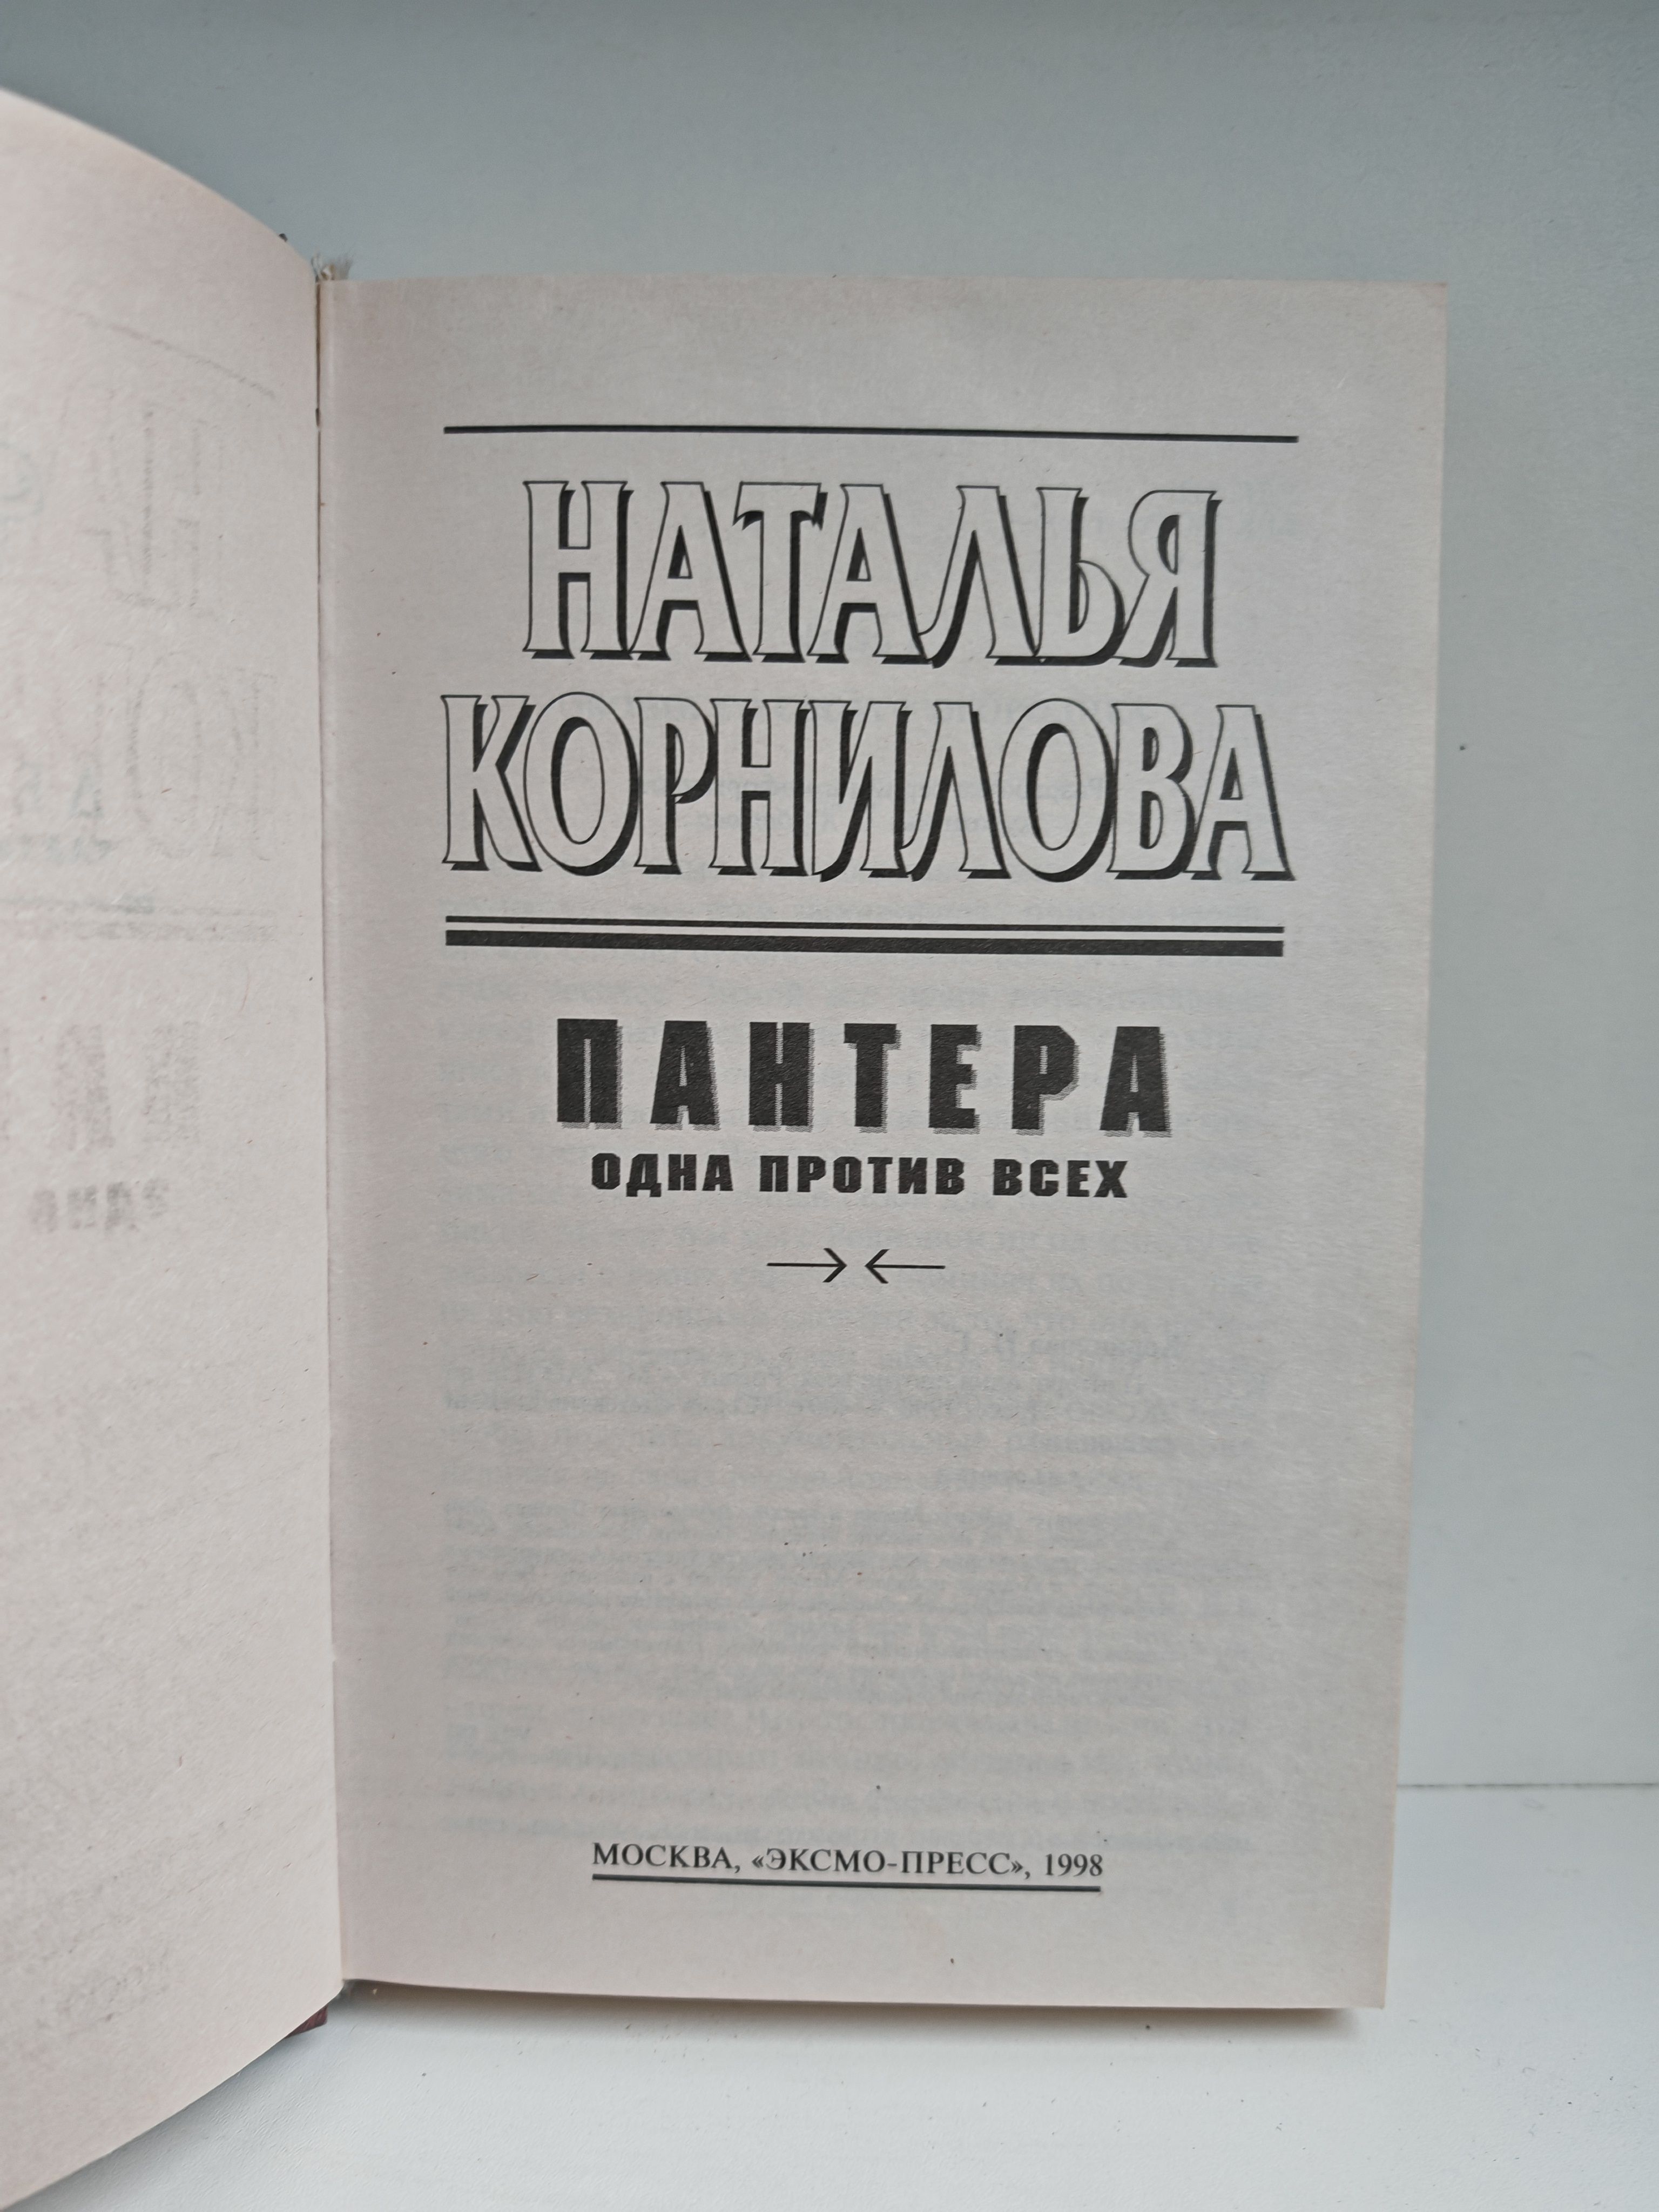 НАТАЛЬЯ
КОРНИЛОВА
ПАНТЕРА
ОДНА ПРОТИВ ВСЕХ
МОСКВА, «ЭКСМО-ПРЕСС», 1998